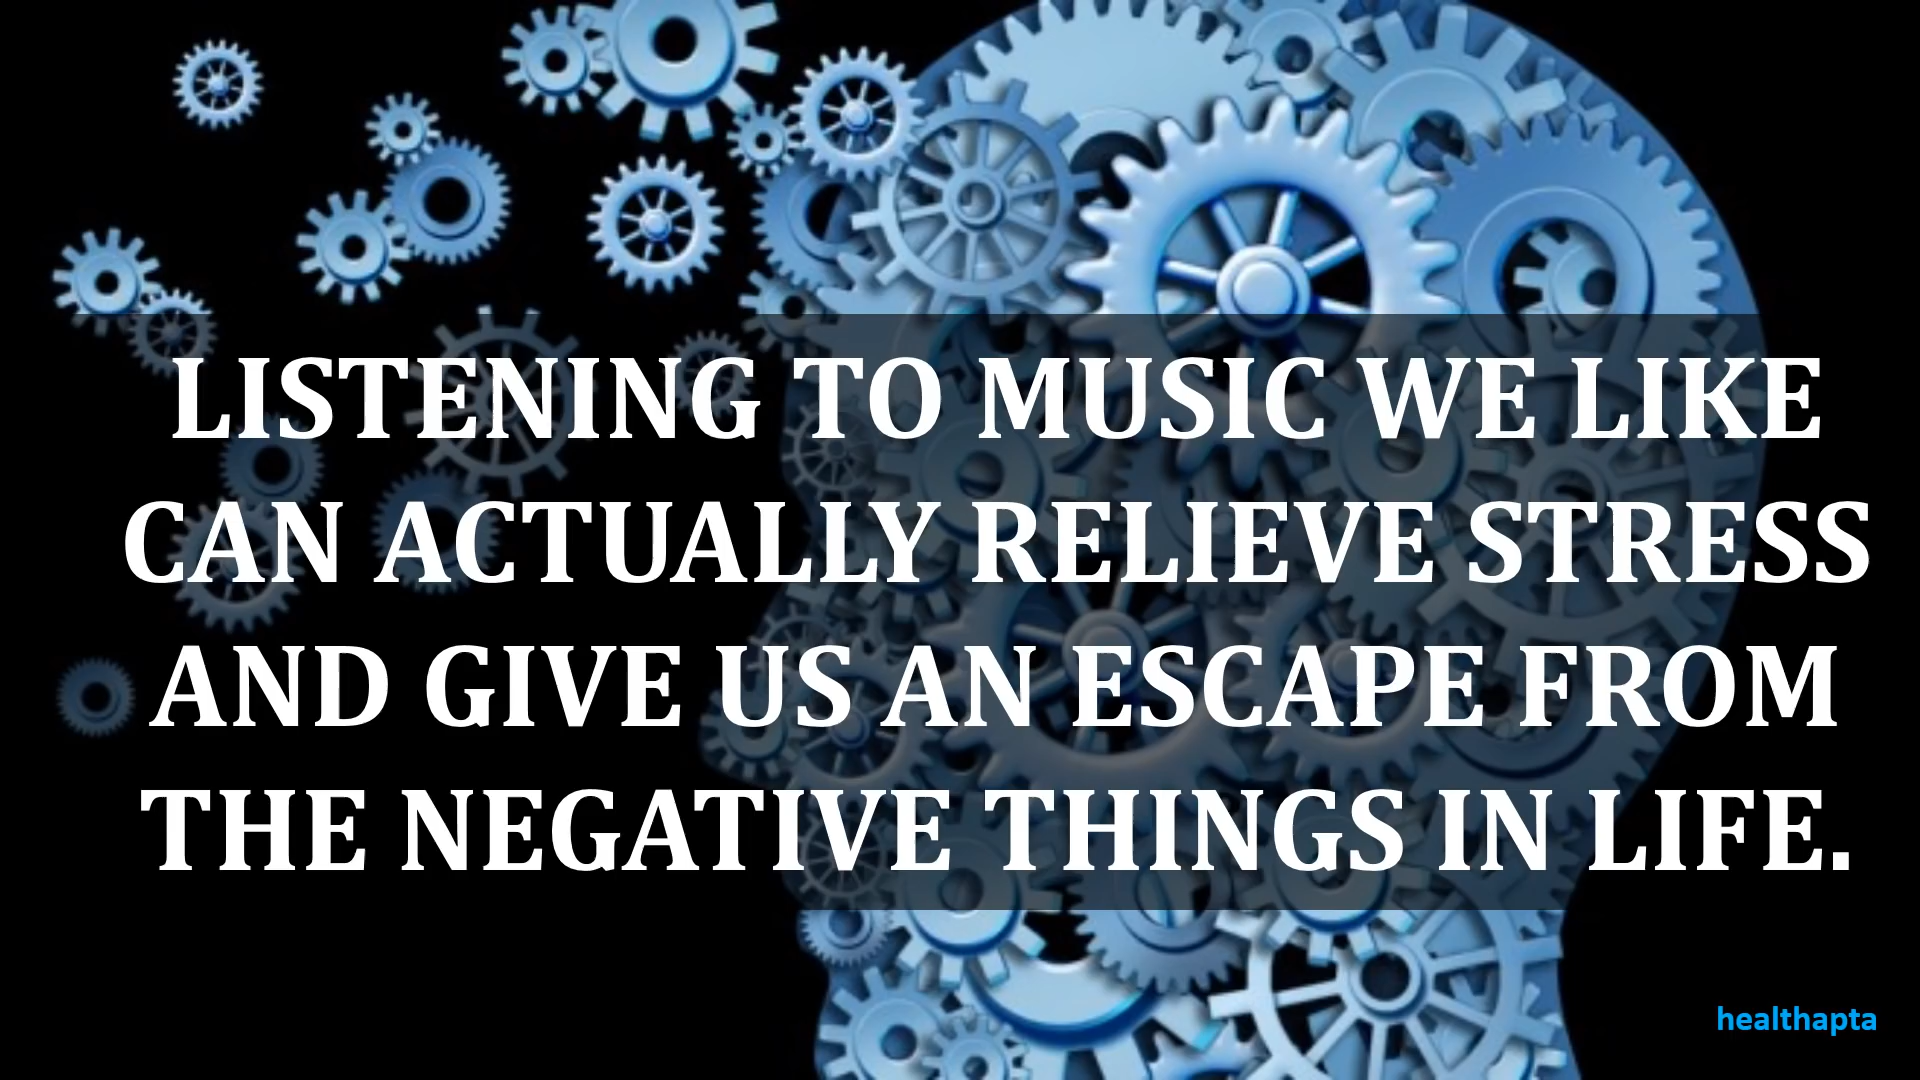 LISTENING TO MUSIC WE LIKE
CAN ACTUALLY RELIEVE STRESS
AND GIVE US AN ESCAPE FROM
THE NEGATIVE THINGS IN LIFE.
healthapta